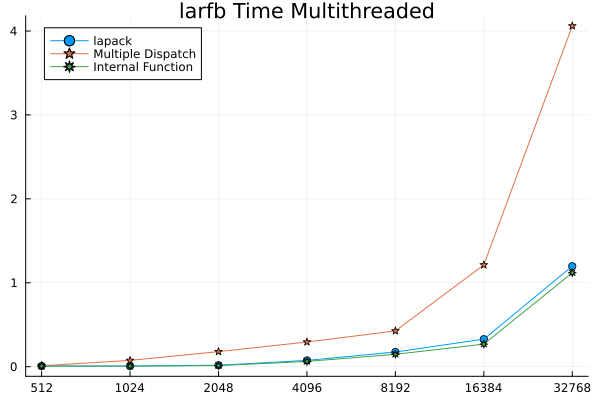 larfb Time Multithreaded
lapack
Multiple Dispatch
Internal Function
4
3
2
1
0
512 1024 2048 4096 8192 16384 32768